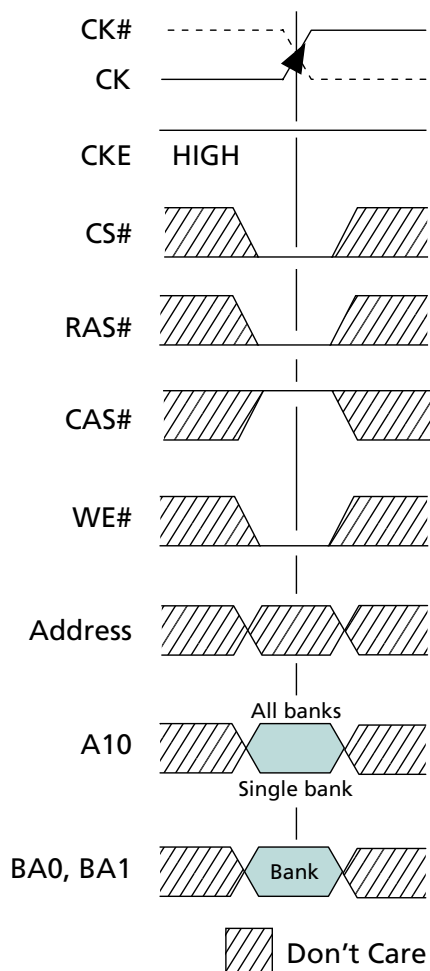 CK#
CK
CKE HIGH
CS#
RAS#
CAS#
WE#
Address
All banks
A10
Single bank
BA0, BA1 Bank
Don't Care